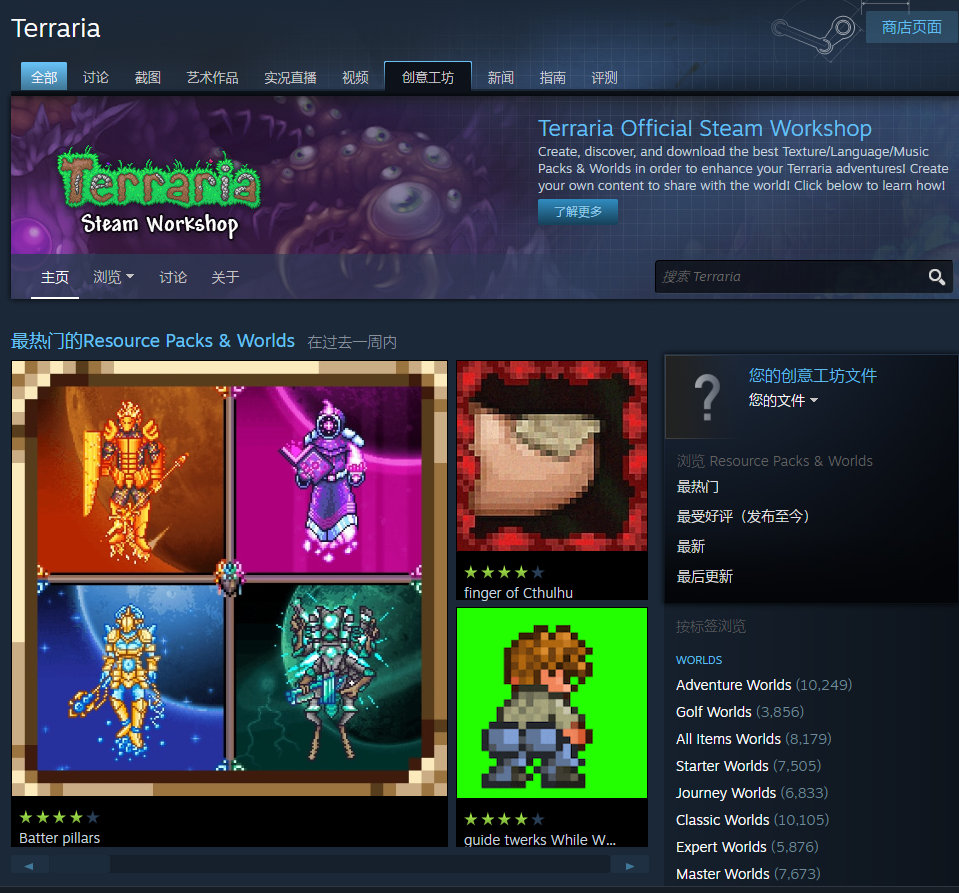 Terraria
商店页面
全部
讨论
截图
艺术作品
实况直播
视频
创意工坊
新闻
指南
评测
Terraria
Steam Workshop
Terraria Official Steam Workshop
Create, discover, and download the best Texture/Language/Music
Packs & Worlds in order to enhance your Terraria adventures! Create
your own content to share with the world! Click below to learn how!
了解更多
主页
浏览
讨论
关于
搜索 Terraria
最热门的Resource Packs & Worlds 在过去一周内
Batter pillars
finger of Cthulhu
guide twerks While W...
您的创意工坊文件
您的文件
浏览 Resource Packs & Worlds
最热门
最受好评（发布至今）
最新
最后更新
按标签浏览
WORLDS
Adventure Worlds (10,249)
Golf Worlds (3,856)
All Items Worlds (8,179)
Starter Worlds (7,505)
Journey Worlds (6,833)
Classic Worlds (10,105)
Expert Worlds (5,876)
Master Worlds (7,673)